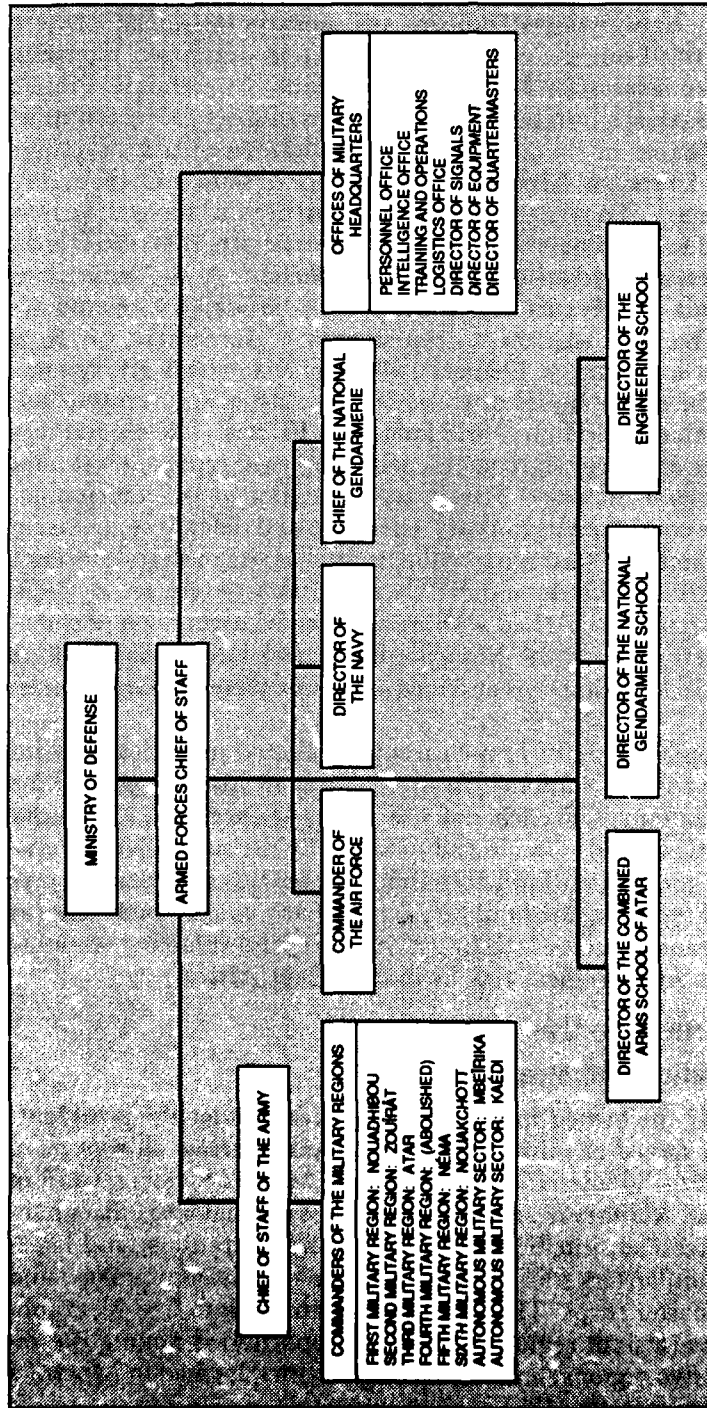 MINISTRY OF DEFENSE
ARMED FORCES CHIEF OF STAFF
CHIEF OF STAFF OF THE ARMY
COMMANDERS OF THE MILITARY REGIONS
FIRST MILITARY REGION: NOUADHIBOU
SECOND MILITARY REGION: ZOUÎRÂT
THIRD MILITARY REGION: ATAR
FOURTH MILITARY REGION: (ABOLISHED)
FIFTH MILITARY REGION: NÉMA
SIXTH MILITARY REGION: NOUAKCHOTT
AUTONOMOUS MILITARY SECTOR: MBEÏRIKA
AUTONOMOUS MILITARY SECTOR: KAÉDI
COMMANDER OF
THE AIR FORCE
DIRECTOR OF
THE NAVY
CHIEF OF THE NATIONAL
GENDARMERIE
OFFICES OF MILITARY
HEADQUARTERS
PERSONNEL OFFICE
INTELLIGENCE OFFICE
TRAINING AND OPERATIONS
LOGISTICS OFFICE
DIRECTOR OF SIGNALS
DIRECTOR OF EQUIPMENT
DIRECTOR OF QUARTERMASTERS
DIRECTOR OF THE COMBINED
ARMS SCHOOL OF ATAR
DIRECTOR OF THE NATIONAL
GENDARMERIE SCHOOL
DIRECTOR OF THE
ENGINEERING SCHOOL